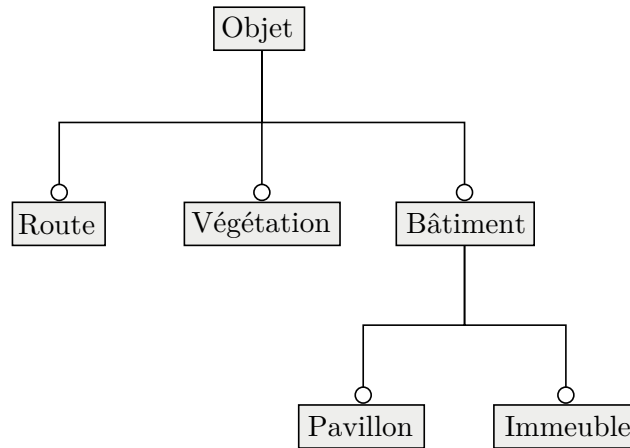 Objet
Route
Végétation
Bâtiment
Pavillon
Immeuble